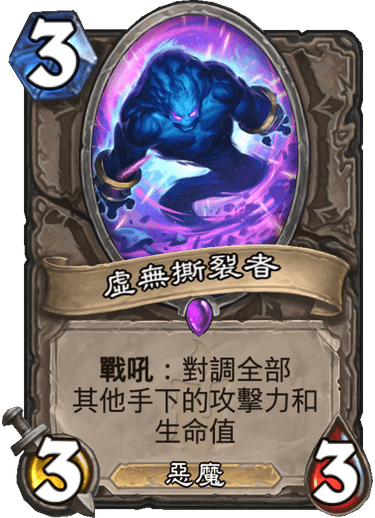 3
虛無撕裂者
戰吼：對調全部
其他手下的攻擊力和
生命值
3
惡魔
3